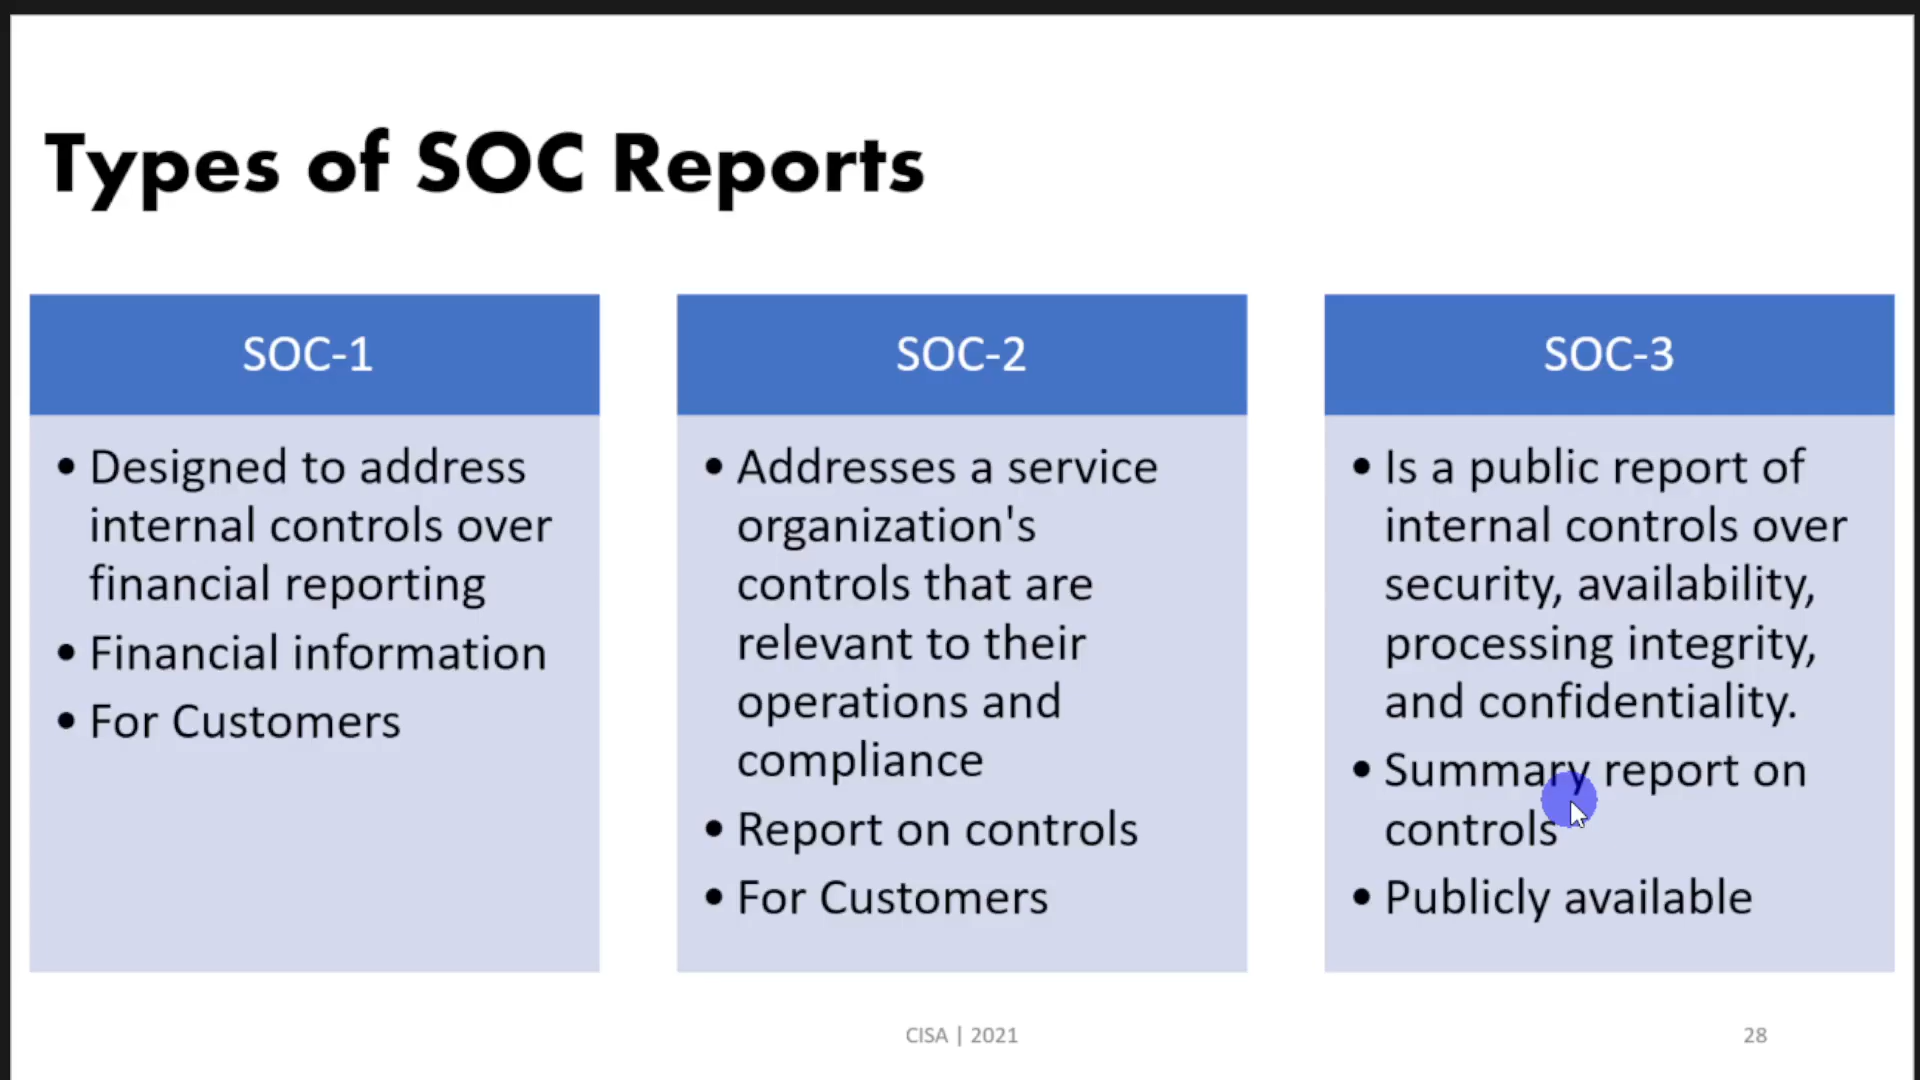 Types of SOC Reports
SOC-1
• Designed to address
internal controls over
financial reporting
• Financial information
• For Customers
SOC-2
• Addresses a service
organization's
controls that are
relevant to their
operations and
compliance
• Report on controls
• For Customers
SOC-3
• Is a public report of
internal controls over
security, availability,
processing integrity,
and confidentiality.
• Summary report on
controls
• Publicly available
CISA | 2021
28